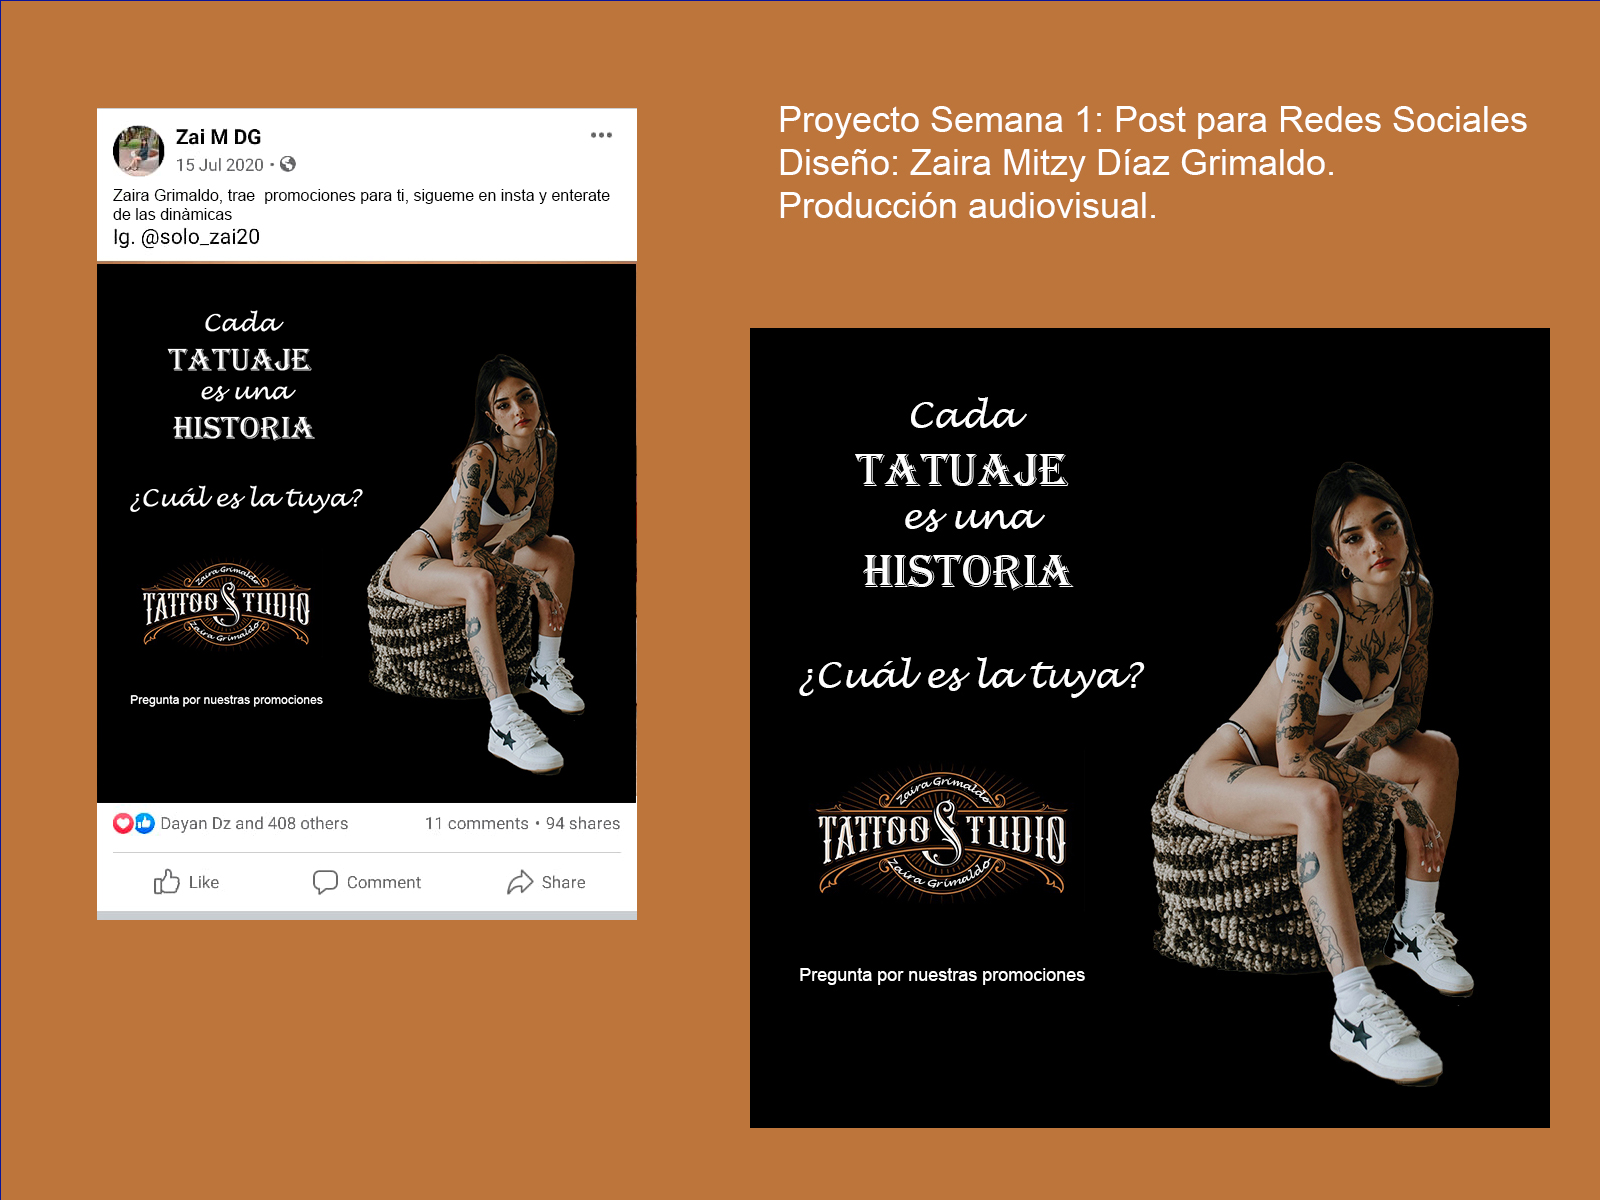 Zai M DG
15 Jul 2020 •
Zaira Grimaldo, trae  promociones para ti, sigueme en insta y enterate
de las dinàmicas
Ig. @solo_zai20
Cada
TATUAJE
es una
HISTORIA
¿Cuál es la tuya?
Zaira Grimaldo
TATTOO STUDIO
Zaira Grimaldo
Pregunta por nuestras promociones
Dayan Dz and 408 others 11 comments • 94 shares
Like Comment Share
Proyecto Semana 1: Post para Redes Sociales
Diseño: Zaira Mitzy Díaz Grimaldo.
Producción audiovisual.
Cada
TATUAJE
es una
HISTORIA
¿Cuál es la tuya?
Zaira Grimaldo
TATTOO STUDIO
Zaira Grimaldo
Pregunta por nuestras promociones